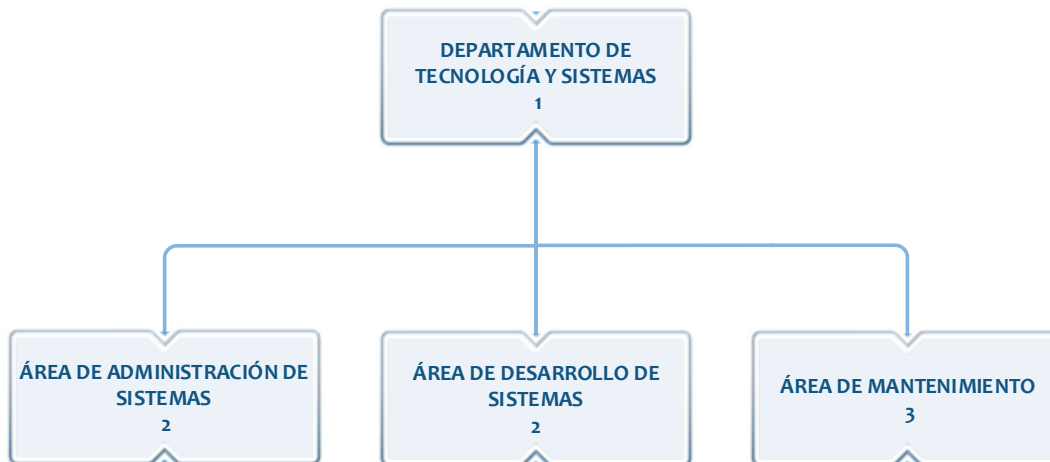 DEPARTAMENTO DE
TECNOLOGÍA Y SISTEMAS
1
ÁREA DE ADMINISTRACIÓN DE
SISTEMAS
2
ÁREA DE DESARROLLO DE
SISTEMAS
2
ÁREA DE MANTENIMIENTO
3